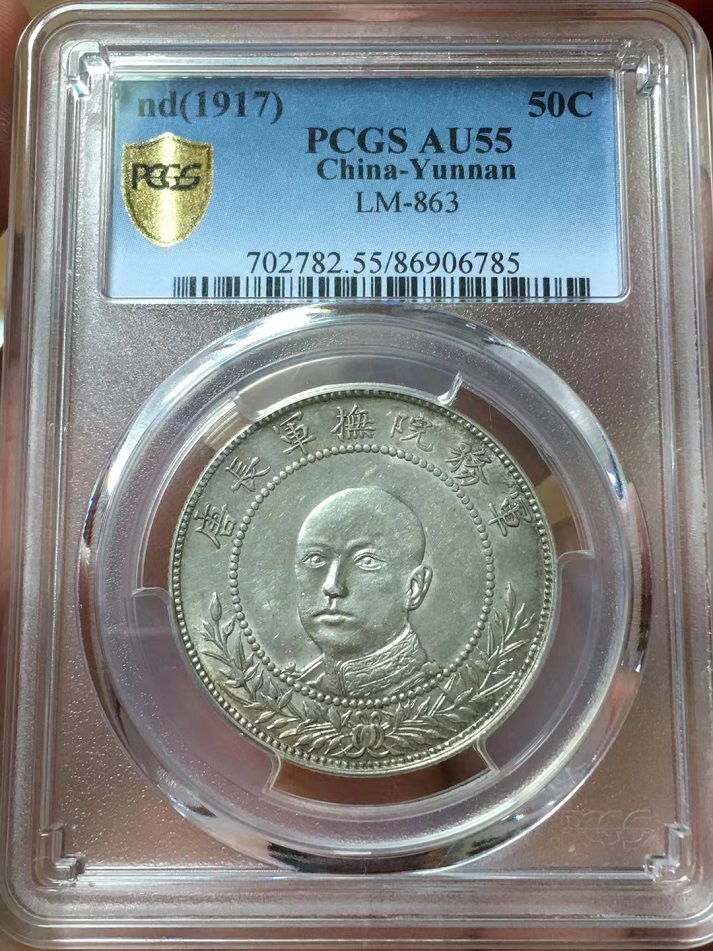 nd(1917) 50C
PCGS AU55
China-Yunnan
LM-863
PCGS
702782.55/86906785
軍務院撫軍長唐
PCGS